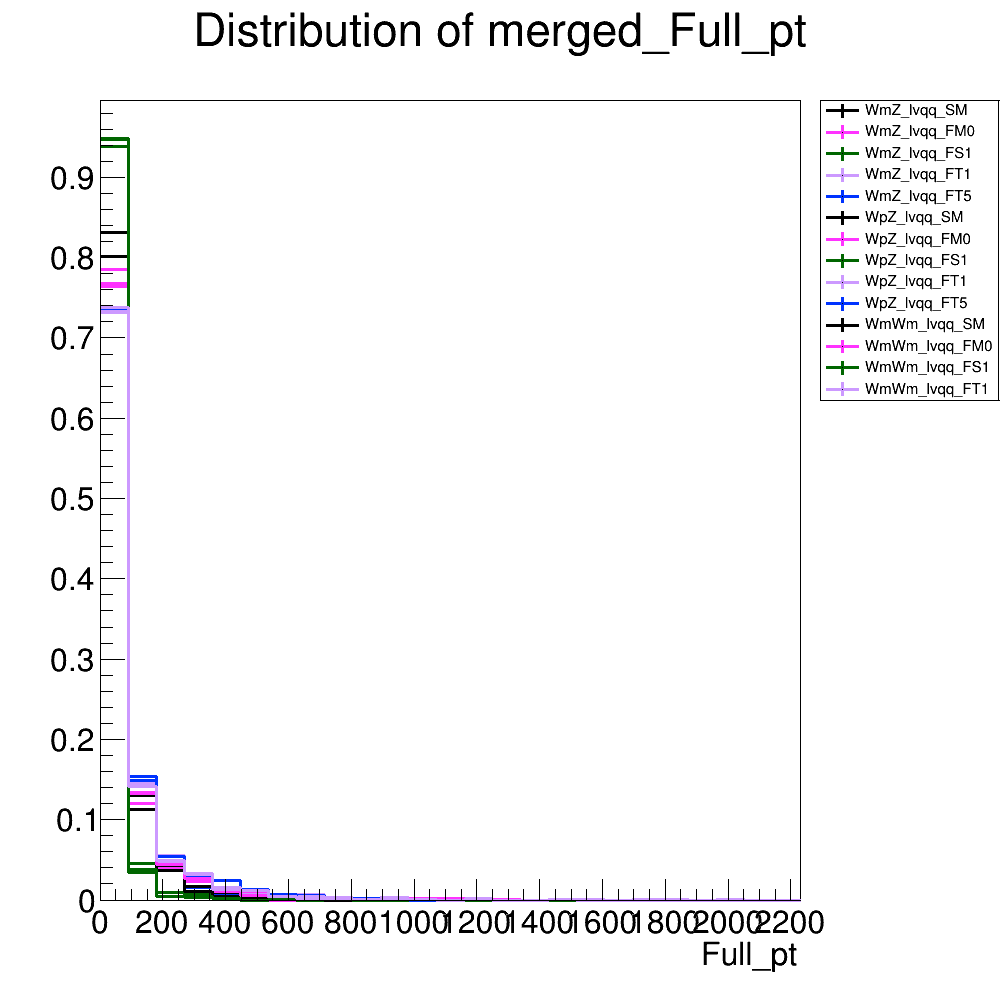 Distribution of merged_Full_pt
WmZ_lvqq_SM
WmZ_lvqq_FM0
WmZ_lvqq_FS1
WmZ_lvqq_FT1
WmZ_lvqq_FT5
WpZ_lvqq_SM
WpZ_lvqq_FM0
WpZ_lvqq_FS1
WpZ_lvqq_FT1
WpZ_lvqq_FT5
WmWm_lvqq_SM
WmWm_lvqq_FM0
WmWm_lvqq_FS1
WmWm_lvqq_FT1
0.9
0.8
0.7
0.6
0.5
0.4
0.3
0.2
0.1
0
0 200 400 600 800 1000 1200 1400 1600 1800 2000 2200
Full_pt